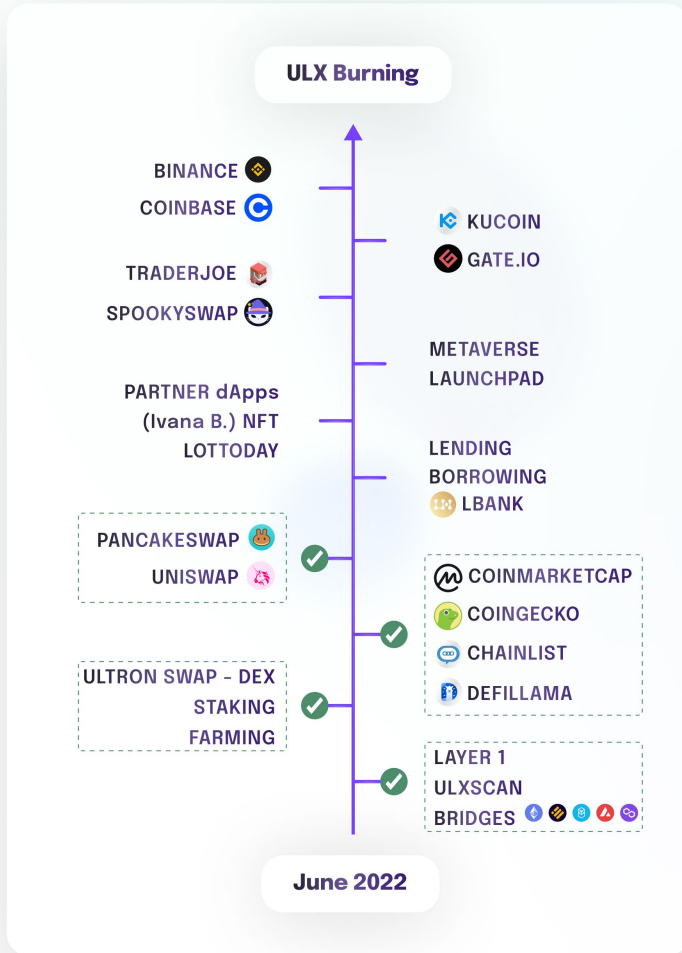 ULX Burning
BINANCE
COINBASE
KUCOIN
GATE.IO
TRADERJOE
SPOOKYSWAP
METAVERSE
LAUNCHPAD
PARTNER dApps
(Ivana B.) NFT
LOTTODAY
LENDING
BORROWING
LBANK
PANCAKESWAP
UNISWAP
COINMARKETCAP
COINGECKO
CHAINLIST
DEFILLAMA
ULTRON SWAP - DEX
STAKING
FARMING
LAYER 1
ULXSCAN
BRIDGES
June 2022